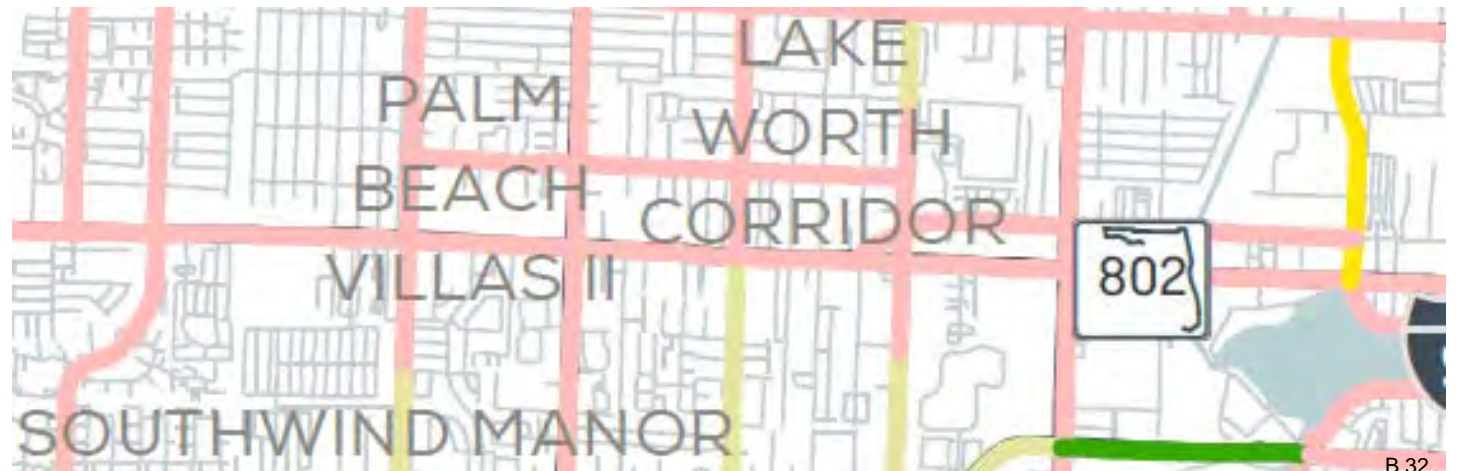 LAKE
PALM
WORTH
BEACH
CORRIDOR
VILLAS II
802
SOUTHWIND MANOR
B 32